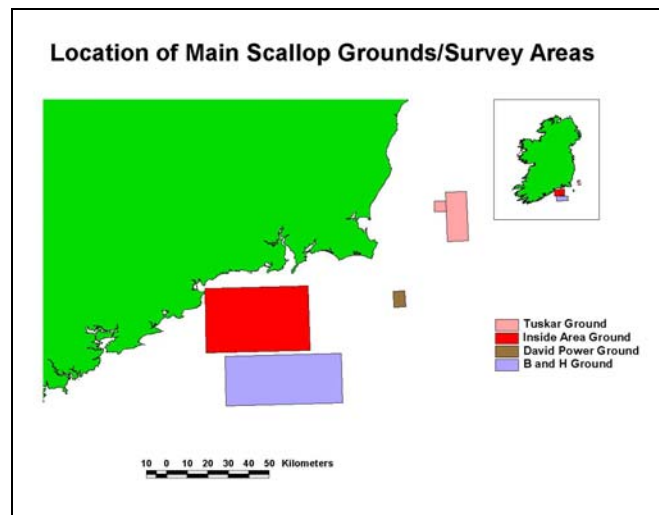 Location of Main Scallop Grounds/Survey Areas
Tuskar Ground
Inside Area Ground
David Power Ground
B and H Ground
10 0 10 20 30 40 50 Kilometers